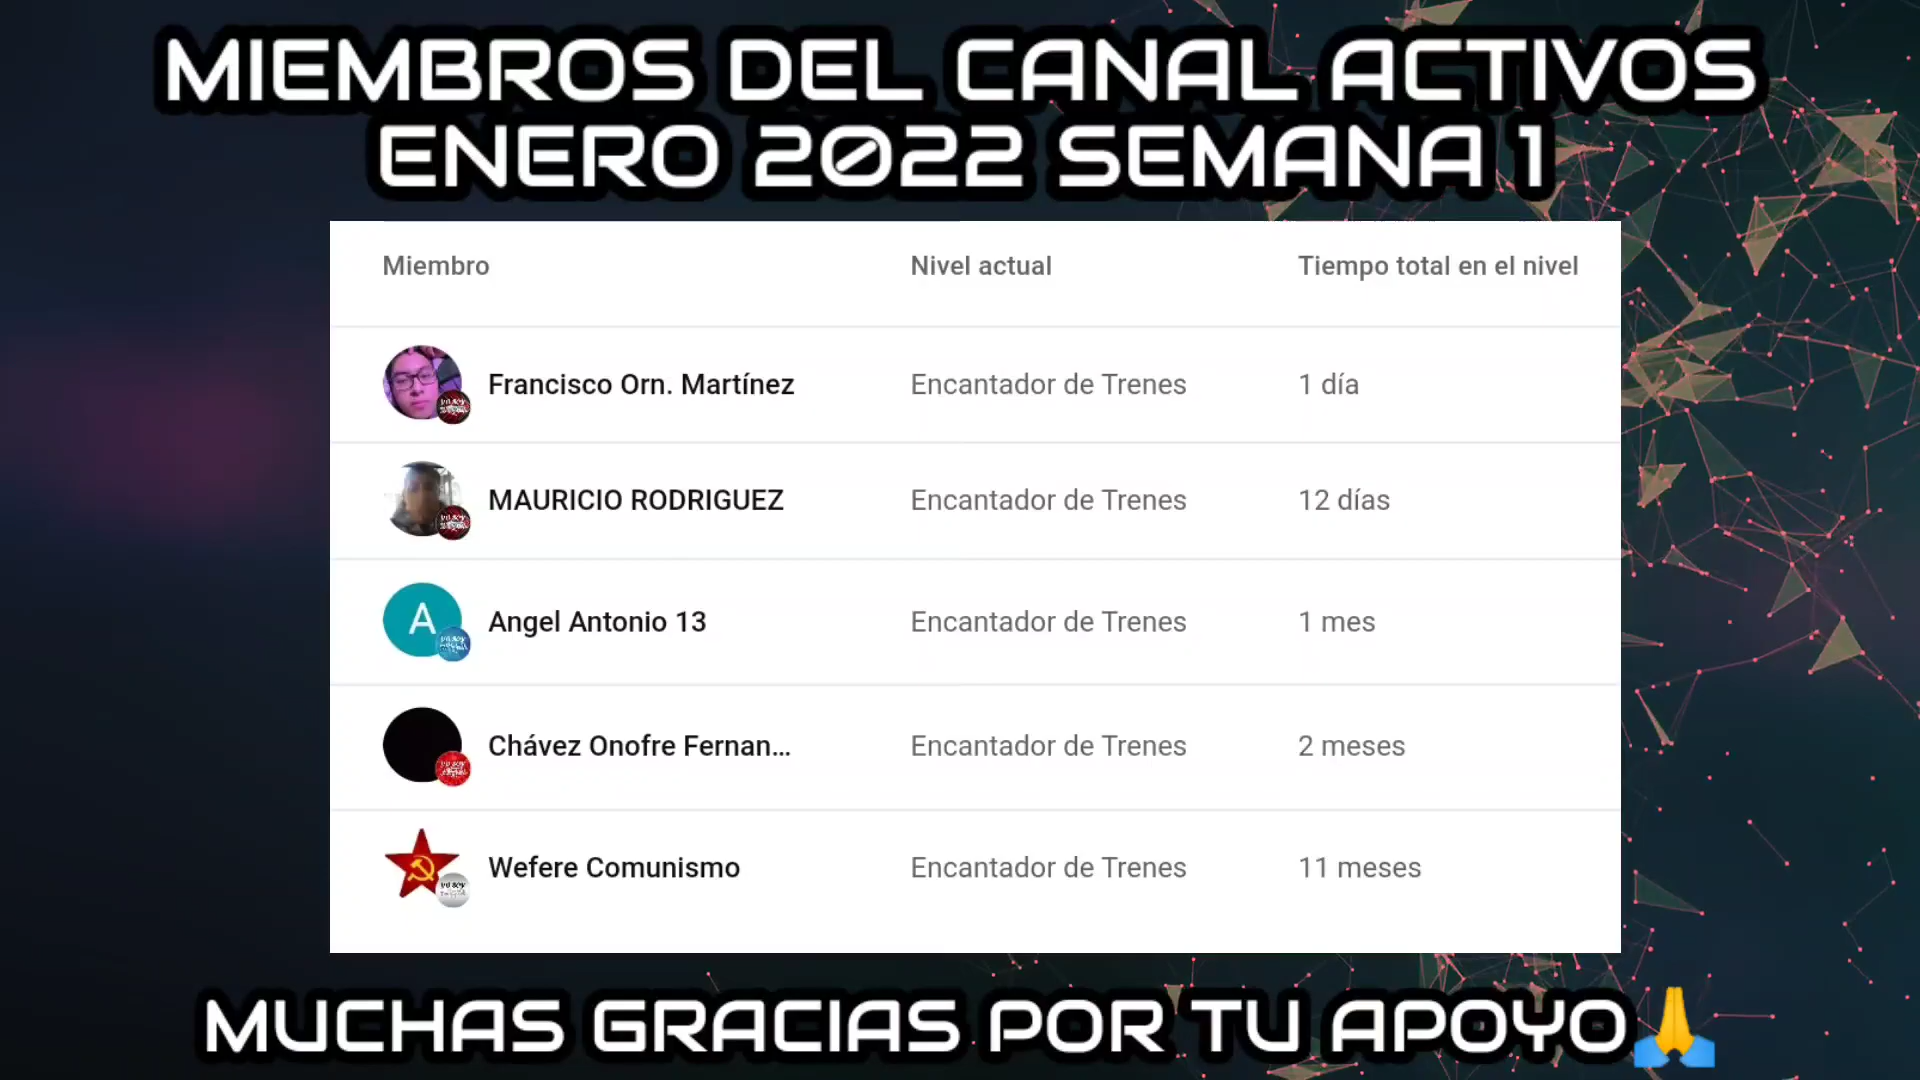 MIEMBROS DEL CANAL ACTIVOS
ENERO 2022 SEMANA 1
Miembro Nivel actual Tiempo total en el nivel
Francisco Orn. Martínez Encantador de Trenes 1 día
MAURICIO RODRIGUEZ Encantador de Trenes 12 días
A Angel Antonio 13 Encantador de Trenes 1 mes
Chávez Onofre Fernan... Encantador de Trenes 2 meses
Wefere Comunismo Encantador de Trenes 11 meses
MUCHAS GRACIAS POR TU APOYO🙏